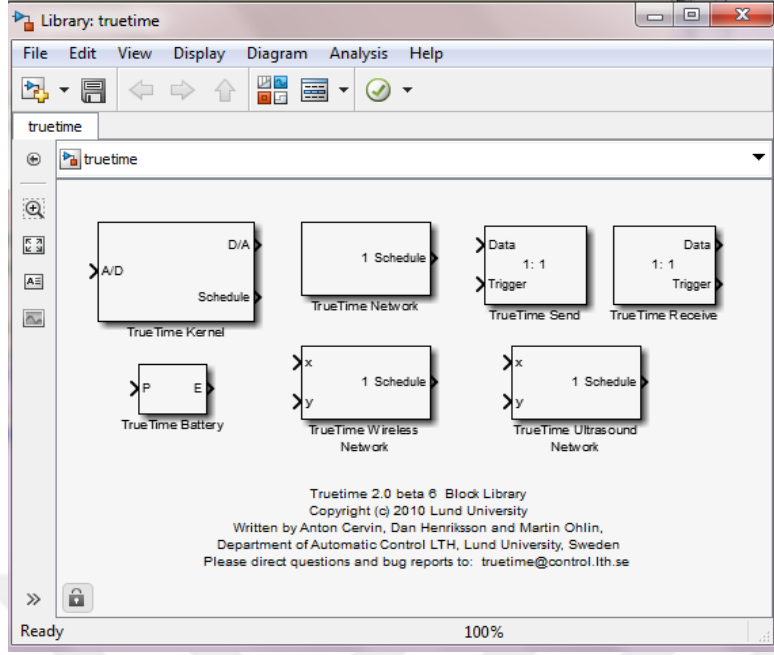 Library: truetime
File Edit View Display Diagram Analysis Help
truetime
truetime
A/D
D/A
Schedule
TrueTime Kernel
1 Schedule
TrueTime Network
Data
1: 1
Trigger
TrueTime Send
Data
1: 1
Trigger
TrueTime Receive
P E
TrueTime Battery
x
1 Schedule
y
TrueTime Wireless
Network
x
1 Schedule
y
TrueTime Ultrasound
Network
Truetime 2.0 beta 6 Block Library
Copyright (c) 2010 Lund University
Written by Anton Cervin, Dan Henriksson and Martin Ohlin,
Department of Automatic Control LTH, Lund University, Sweden
Please direct questions and bug reports to: truetime@control.lth.se
Ready 100%